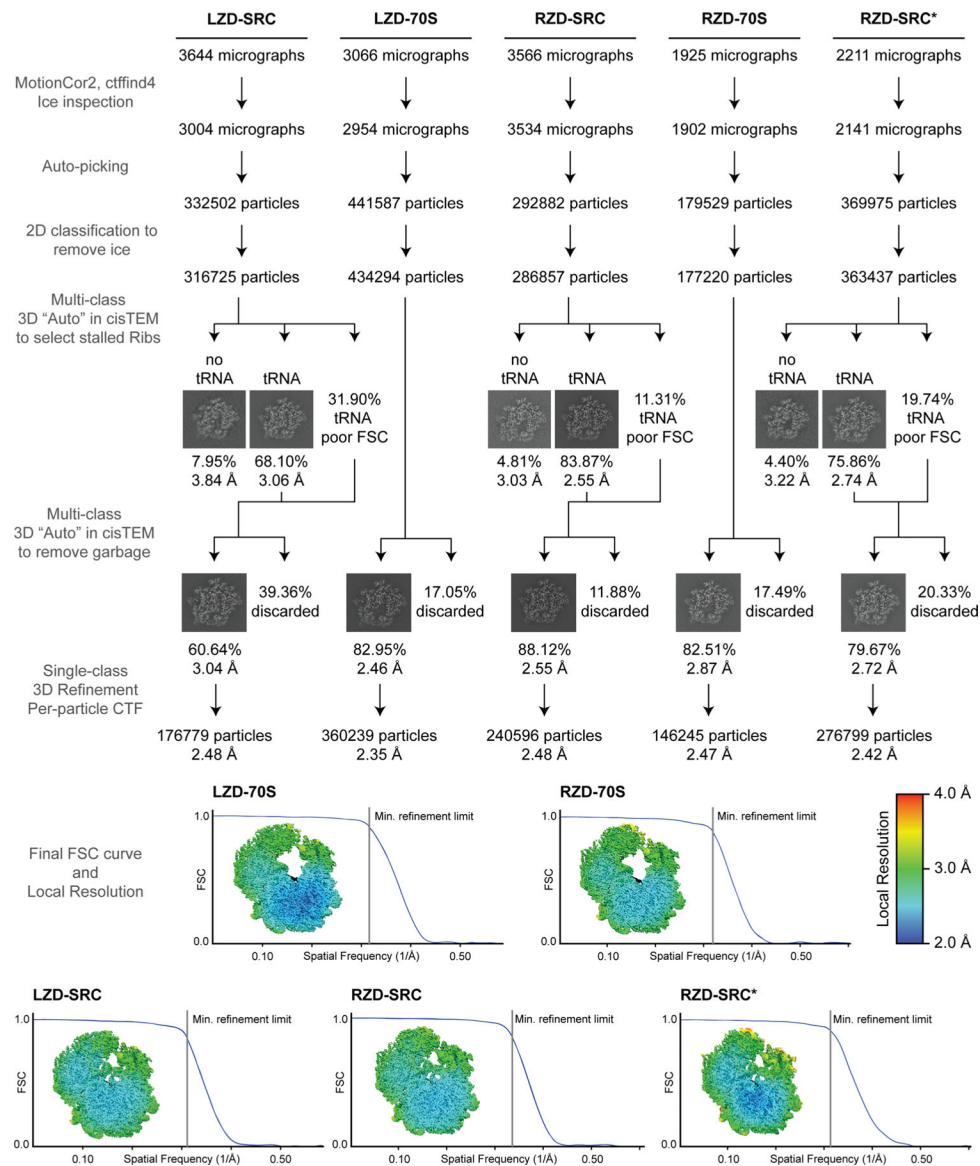 LZD-SRC LZD-70S RZD-SRC RZD-70S RZD-SRC*
3644 micrographs 3066 micrographs 3566 micrographs 1925 micrographs 2211 micrographs
MotionCor2, ctffind4
Ice inspection
3004 micrographs 2954 micrographs 3534 micrographs 1902 micrographs 2141 micrographs
Auto-picking
332502 particles 441587 particles 292882 particles 179529 particles 369975 particles
2D classification to
remove ice
316725 particles 434294 particles 286857 particles 177220 particles 363437 particles
Multi-class
3D “Auto” in cisTEM
to select stalled Ribs
no
tRNA
tRNA
31.90%
tRNA
poor FSC
7.95%
3.84 Å
68.10%
3.06 Å
no
tRNA
tRNA
11.31%
tRNA
poor FSC
4.81%
3.03 Å
83.87%
2.55 Å
no
tRNA
tRNA
19.74%
tRNA
poor FSC
4.40%
3.22 Å
75.86%
2.74 Å
Multi-class
3D “Auto” in cisTEM
to remove garbage
39.36%
discarded
17.05%
discarded
11.88%
discarded
17.49%
discarded
20.33%
discarded
60.64% 82.95% 88.12% 82.51% 79.67%
3.04 Å 2.46 Å 2.55 Å 2.87 Å 2.72 Å
Single-class
3D Refinement
Per-particle CTF
176779 particles 360239 particles 240596 particles 146245 particles 276799 particles
2.48 Å 2.35 Å 2.48 Å 2.47 Å 2.42 Å
Final FSC curve
and
Local Resolution
LZD-70S
1.0
Min. refinement limit
FSC
0.0
0.10 Spatial Frequency (1/Å) 0.50
RZD-70S
1.0
Min. refinement limit
FSC
0.0
0.10 Spatial Frequency (1/Å) 0.50
Local Resolution
4.0 Å
3.0 Å
2.0 Å
LZD-SRC
1.0
Min. refinement limit
FSC
0.0
0.10 Spatial Frequency (1/Å) 0.50
RZD-SRC
1.0
Min. refinement limit
FSC
0.0
0.10 Spatial Frequency (1/Å) 0.50
RZD-SRC*
1.0
Min. refinement limit
FSC
0.0
0.10 Spatial Frequency (1/Å) 0.50